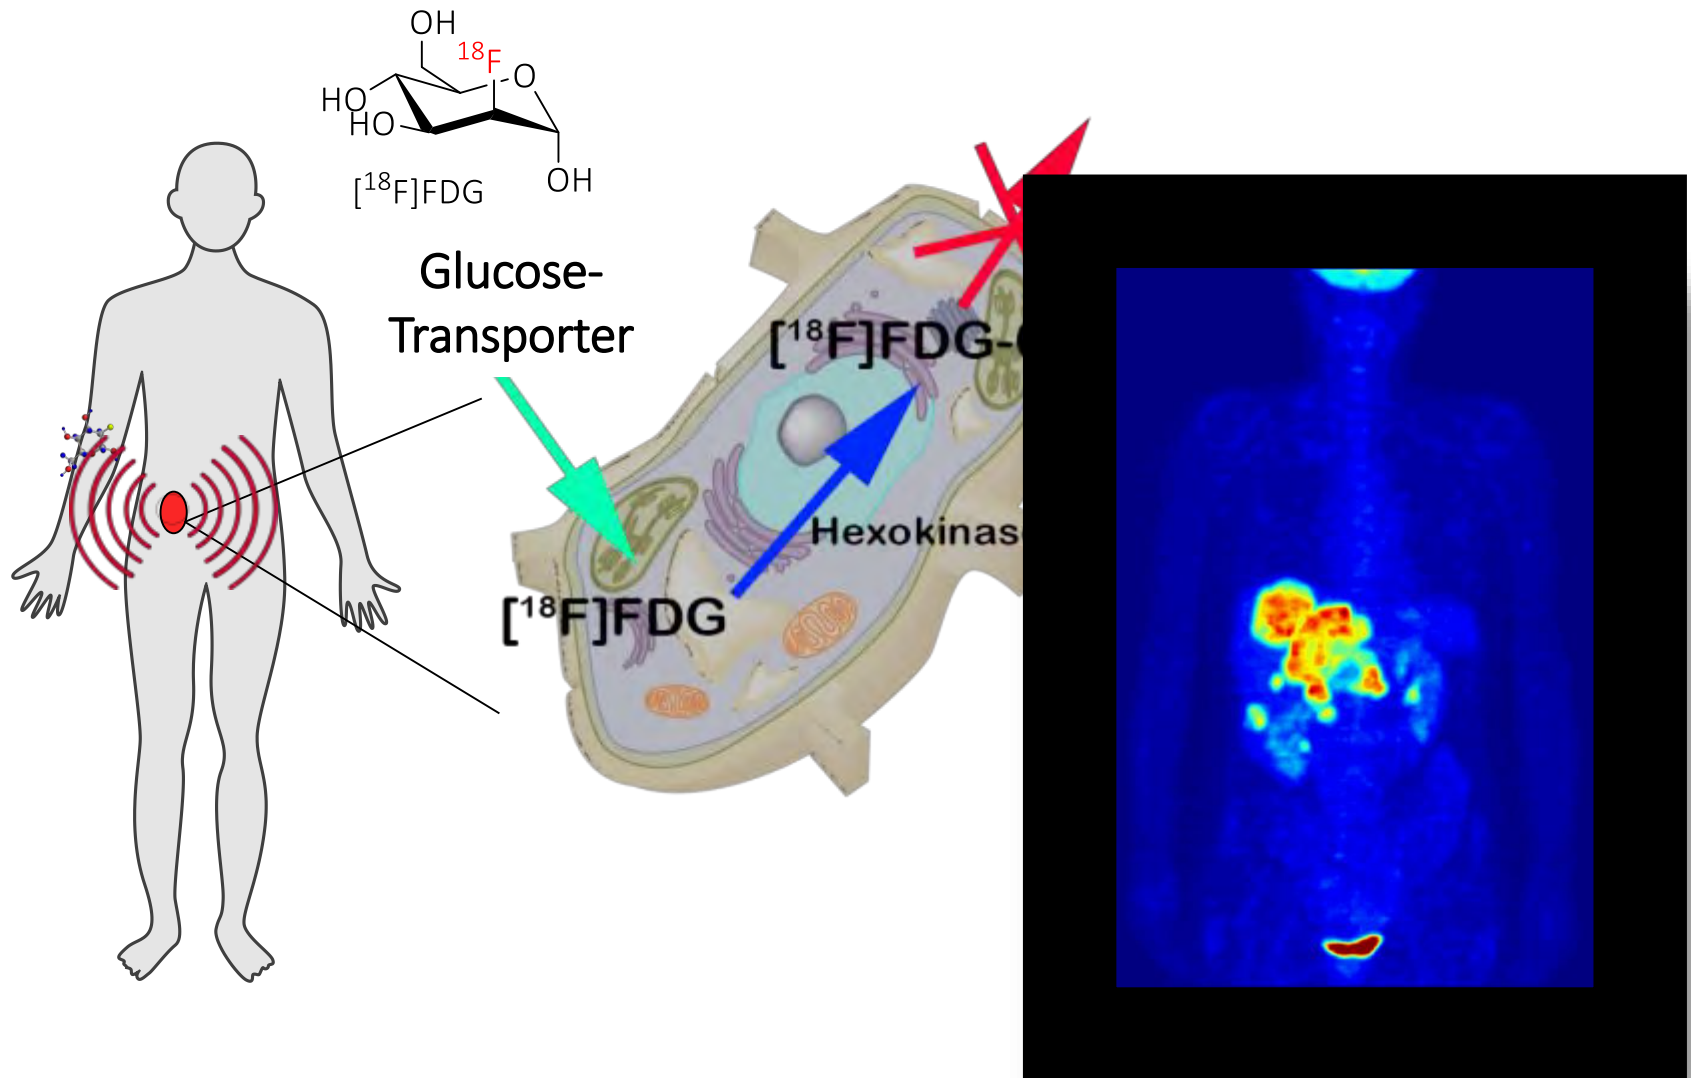 OH
18F
O
HO
HO
OH
[18F]FDG
Glucose-
Transporter
[18F]FDG-
Hexokinas
[18F]FDG